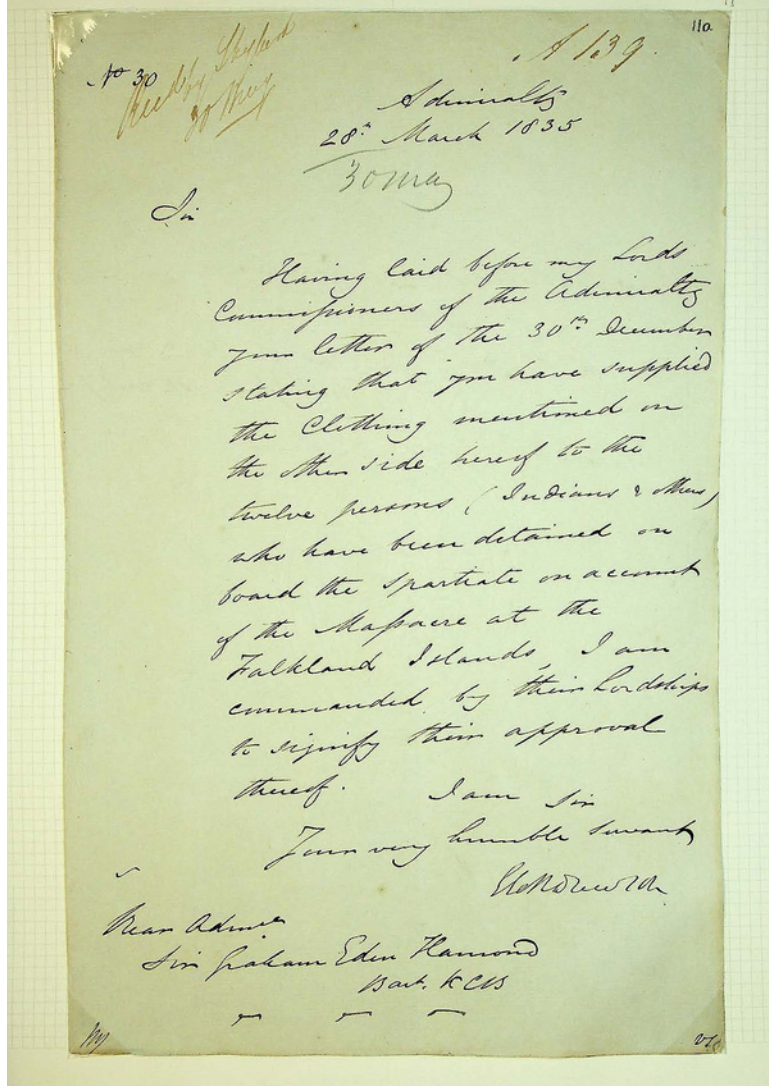 11a
No 30
Recd by
A 139.
Admiralty
28th March 1835
30 May
Sir
Having laid before my Lords
Commissioners of the Admiralty
your letter of the 30th December
stating that you have supplied
the Clothing mentioned on
the other side hereof to the
twelve persons (Indians & others)
who have been detained on
board the Spartiate on account
of the Massacre at the
Falkland Islands, I am
commanded by their Lordships
to signify their approval
thereof. I am Sir
Your very humble Servant
Rear Adml
Sir Graham Eden Hamond
Bart. KCB